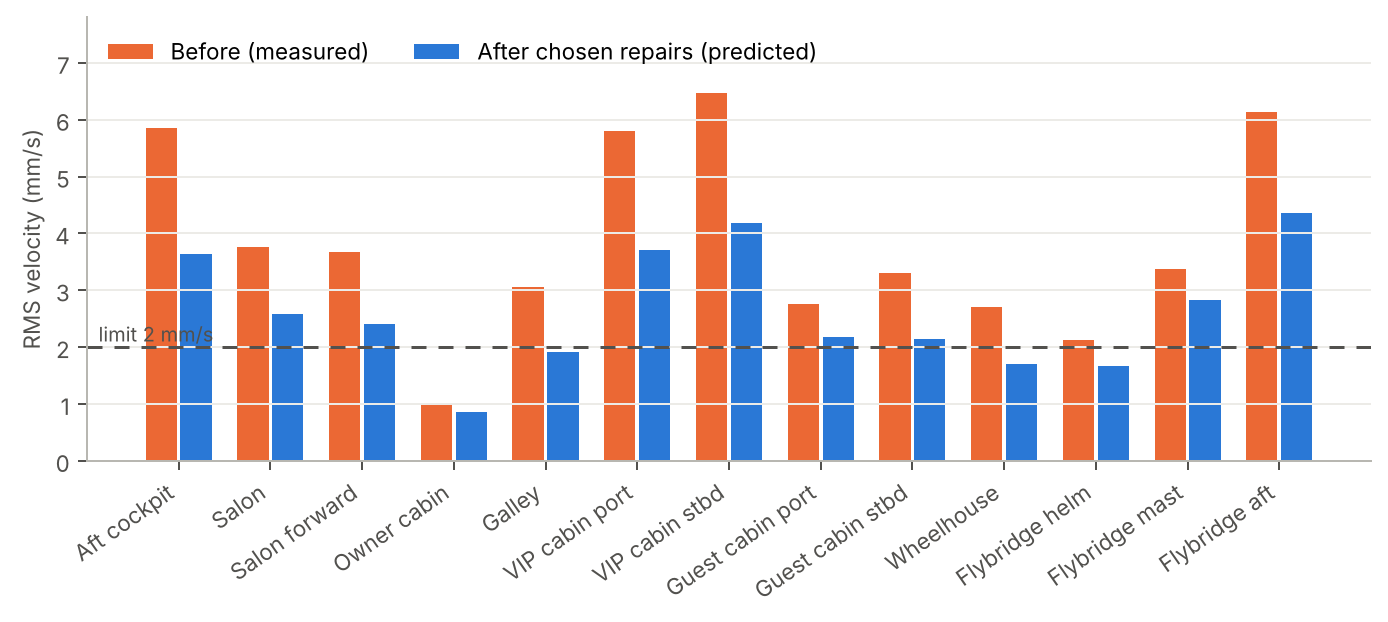 Before (measured)
After chosen repairs (predicted)
RMS velocity (mm/s)
7
6
5
4
3
2
1
0
limit 2 mm/s
Aft cockpit
Salon
Salon forward
Owner cabin
Galley
VIP cabin port
VIP cabin stbd
Guest cabin port
Guest cabin stbd
Wheelhouse
Flybridge helm
Flybridge mast
Flybridge aft